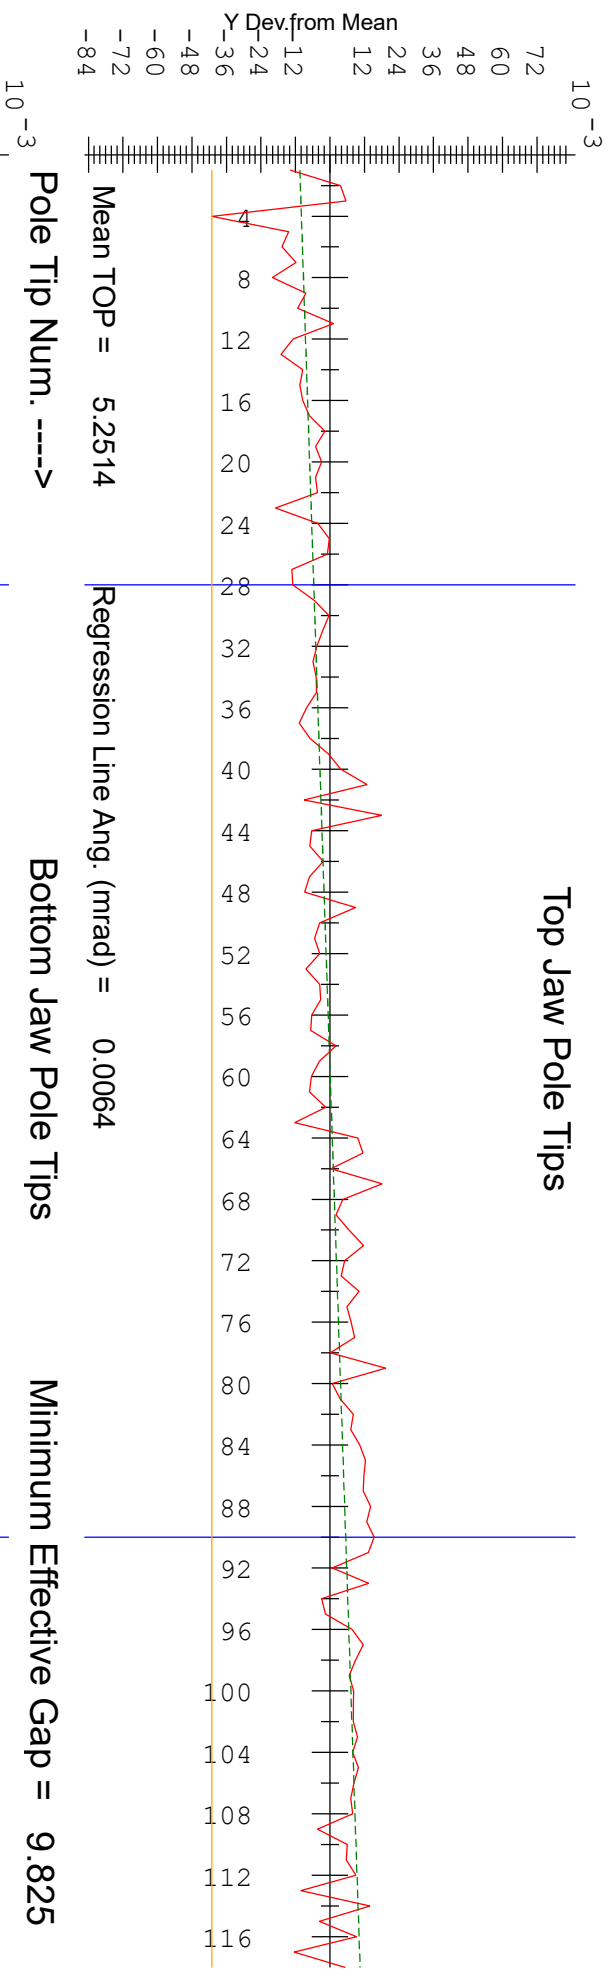 Y Dev.from Mean
-84 -72 -60 -48 -36 -24 -12 12 24 36 48 60 72
10 -3
10 -3
Top Jaw Pole Tips
4 8 12 16 20 24 28 32 36 40 44 48 52 56 60 64 68 72 76 80 84 88 92 96 100 104 108 112 116
Mean TOP = 5.2514 Regression Line Ang. (mrad) = 0.0064
Pole Tip Num. ---->
Bottom Jaw Pole Tips
Minimum Effective Gap = 9.825